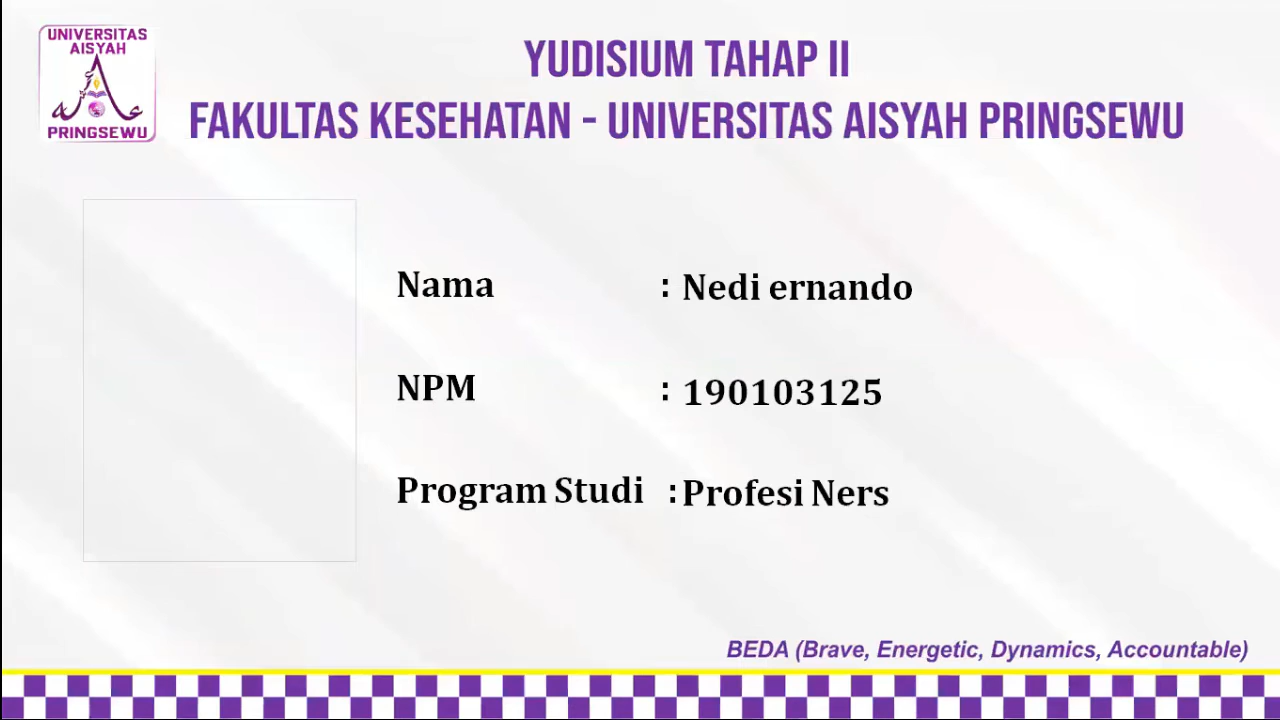 UNIVERSITAS
AISYAH
PRINGSEWU
YUDISIUM TAHAP II
FAKULTAS KESEHATAN - UNIVERSITAS AISYAH PRINGSEWU
Nama : Nedi ernando
NPM : 190103125
Program Studi : Profesi Ners
BEDA (Brave, Energetic, Dynamics, Accountable)